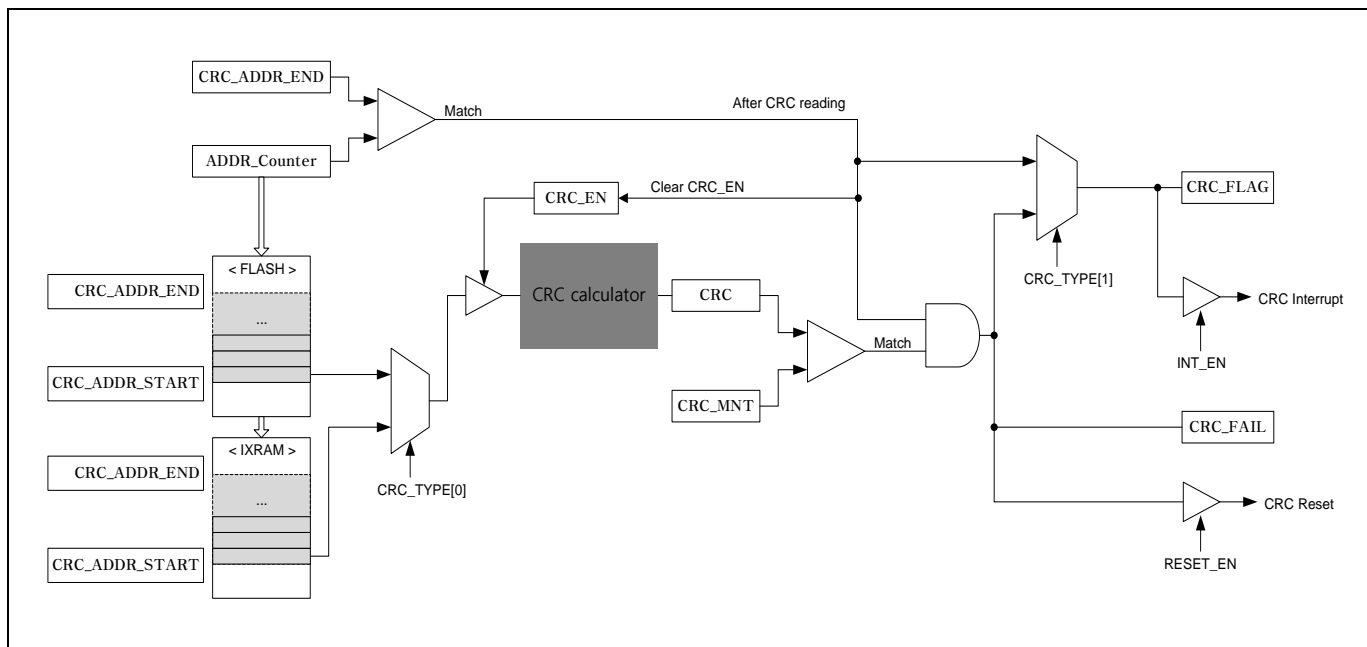 CRC_ADDR_END
Match
After CRC reading
ADDR_Counter
CRC_EN
Clear CRC_EN
CRC_FLAG
< FLASH >
CRC_ADDR_END
...
CRC calculator
CRC
CRC_TYPE[1]
CRC Interrupt
Match
INT_EN
CRC_ADDR_START
CRC_MNT
CRC_FAIL
< IXRAM >
CRC_ADDR_END
...
CRC_TYPE[0]
CRC Reset
CRC_ADDR_START
RESET_EN